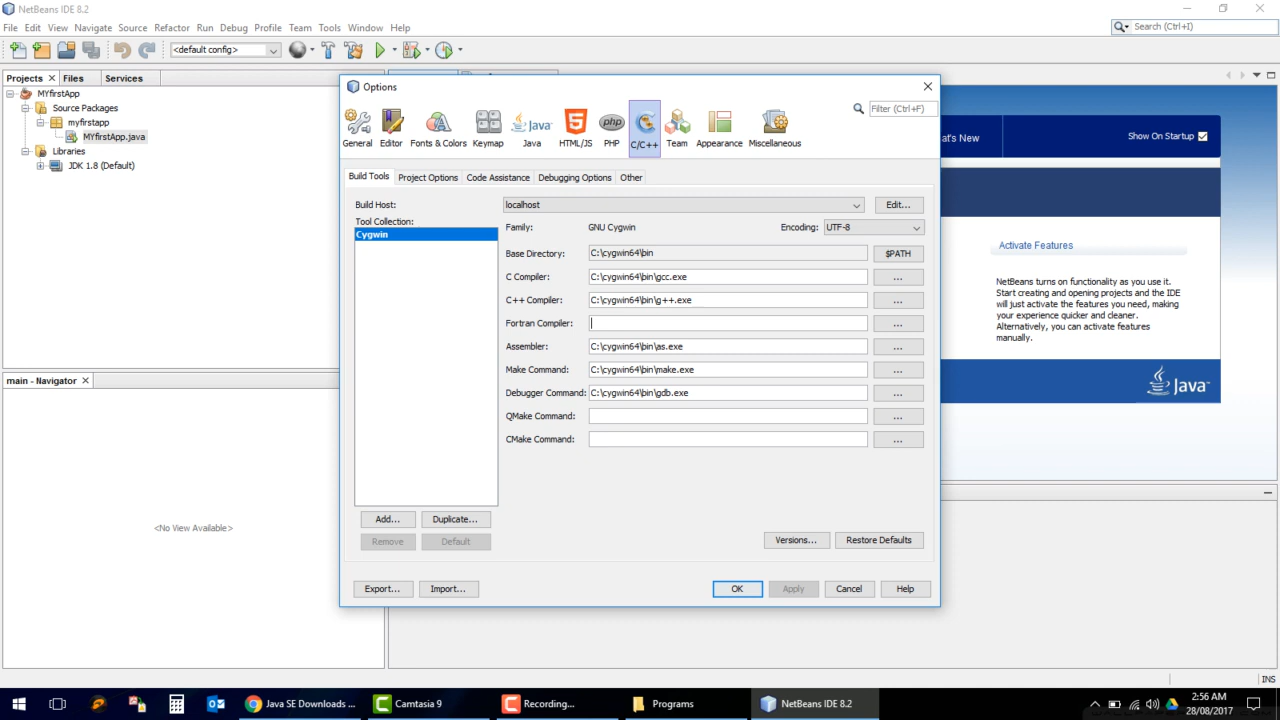 NetBeans IDE 8.2
File Edit View Navigate Source Refactor Run Debug Profile Team Tools Window Help
Search (Ctrl+I)
<default config>
Projects Files Services
MYfirstApp
Source Packages
myfirstapp
MYfirstApp.java
Libraries
JDK 1.8 (Default)
main - Navigator
<No View Available>
Options
Filter (Ctrl+F)
General Editor Fonts & Colors Keymap Java HTML/JS PHP C/C++ Team Appearance Miscellaneous
Build Tools Project Options Code Assistance Debugging Options Other
Build Host: localhost Edit...
Tool Collection:
Cygwin
Family: GNU Cygwin Encoding: UTF-8
Base Directory: C:\cygwin64\bin $PATH
C Compiler: C:\cygwin64\bin\gcc.exe ...
C++ Compiler: C:\cygwin64\bin\g++.exe ...
Fortran Compiler: ...
Assembler: C:\cygwin64\bin\as.exe ...
Make Command: C:\cygwin64\bin\make.exe ...
Debugger Command: C:\cygwin64\bin\gdb.exe ...
QMake Command: ...
CMake Command: ...
Add... Duplicate...
Remove Default
Versions... Restore Defaults
Export... Import... OK Apply Cancel Help
at's New Show On Startup
Activate Features
NetBeans turns on functionality as you use it.
Start creating and opening projects and the IDE
will just activate the features you need, making
your experience quicker and cleaner.
Alternatively, you can activate features
manually.
Java
INS
Java SE Downloads ... Camtasia 9 Recording... Programs NetBeans IDE 8.2
2:56 AM
28/08/2017